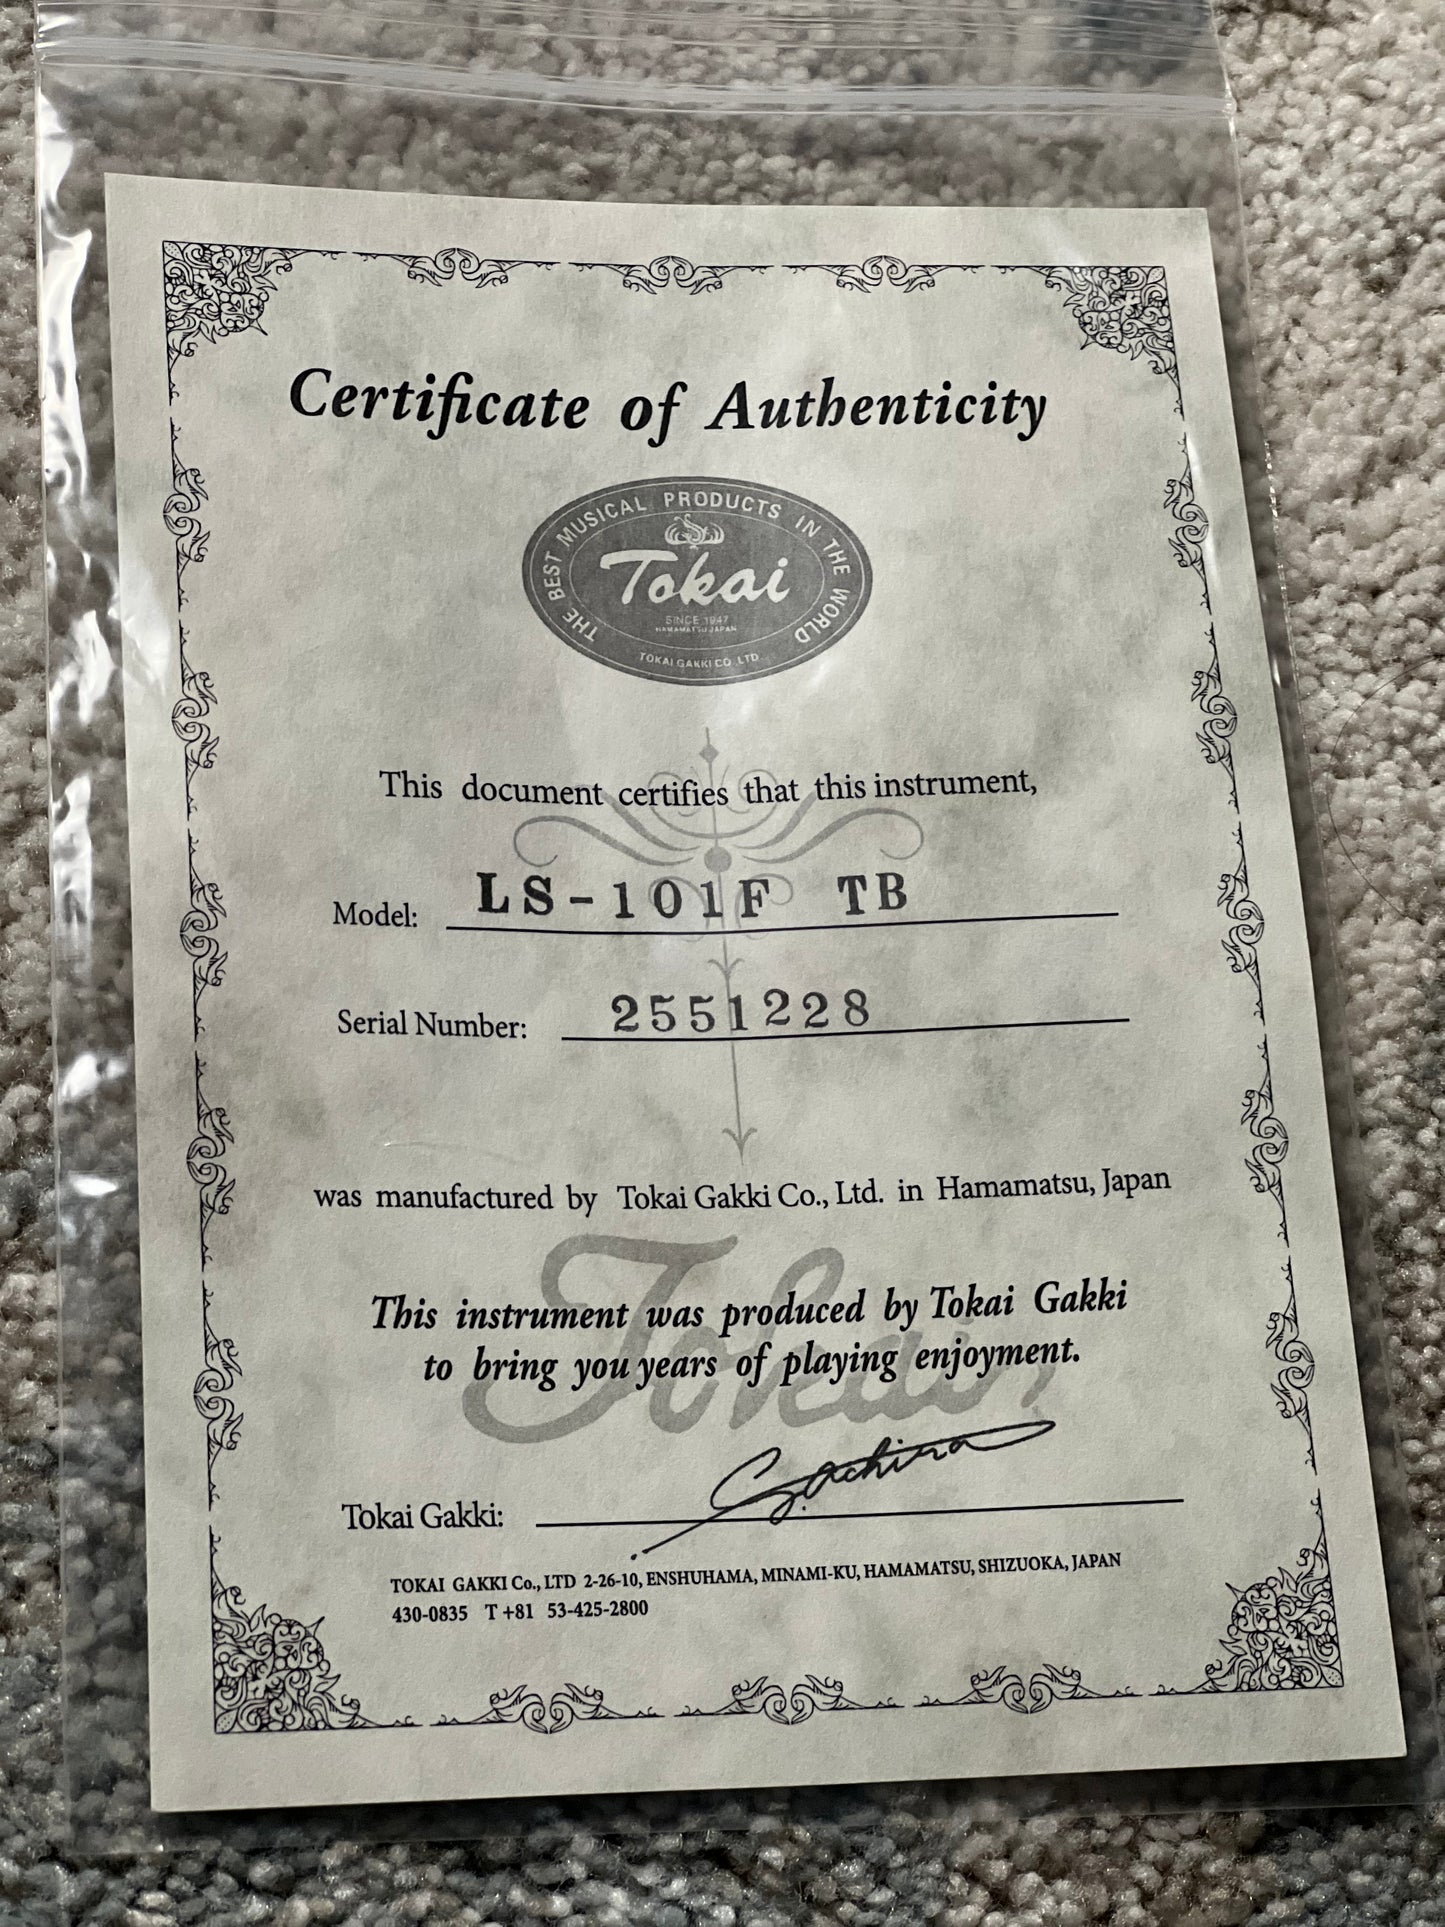 Certificate of Authenticity
THE BEST MUSICAL PRODUCTS IN THE WORLD
Tokai
SINCE 1947
HAMAMATSU JAPAN
TOKAI GAKKI CO. LTD.
This document certifies that this instrument,
Model: LS-101F TB
Serial Number: 2551228
was manufactured by Tokai Gakki Co., Ltd. in Hamamatsu, Japan
Tokai
This instrument was produced by Tokai Gakki
to bring you years of playing enjoyment.
Tokai Gakki:
TOKAI GAKKI Co., LTD 2-26-10, ENSHUHAMA, MINAMI-KU, HAMAMATSU, SHIZUOKA, JAPAN
430-0835 T +81 53-425-2800